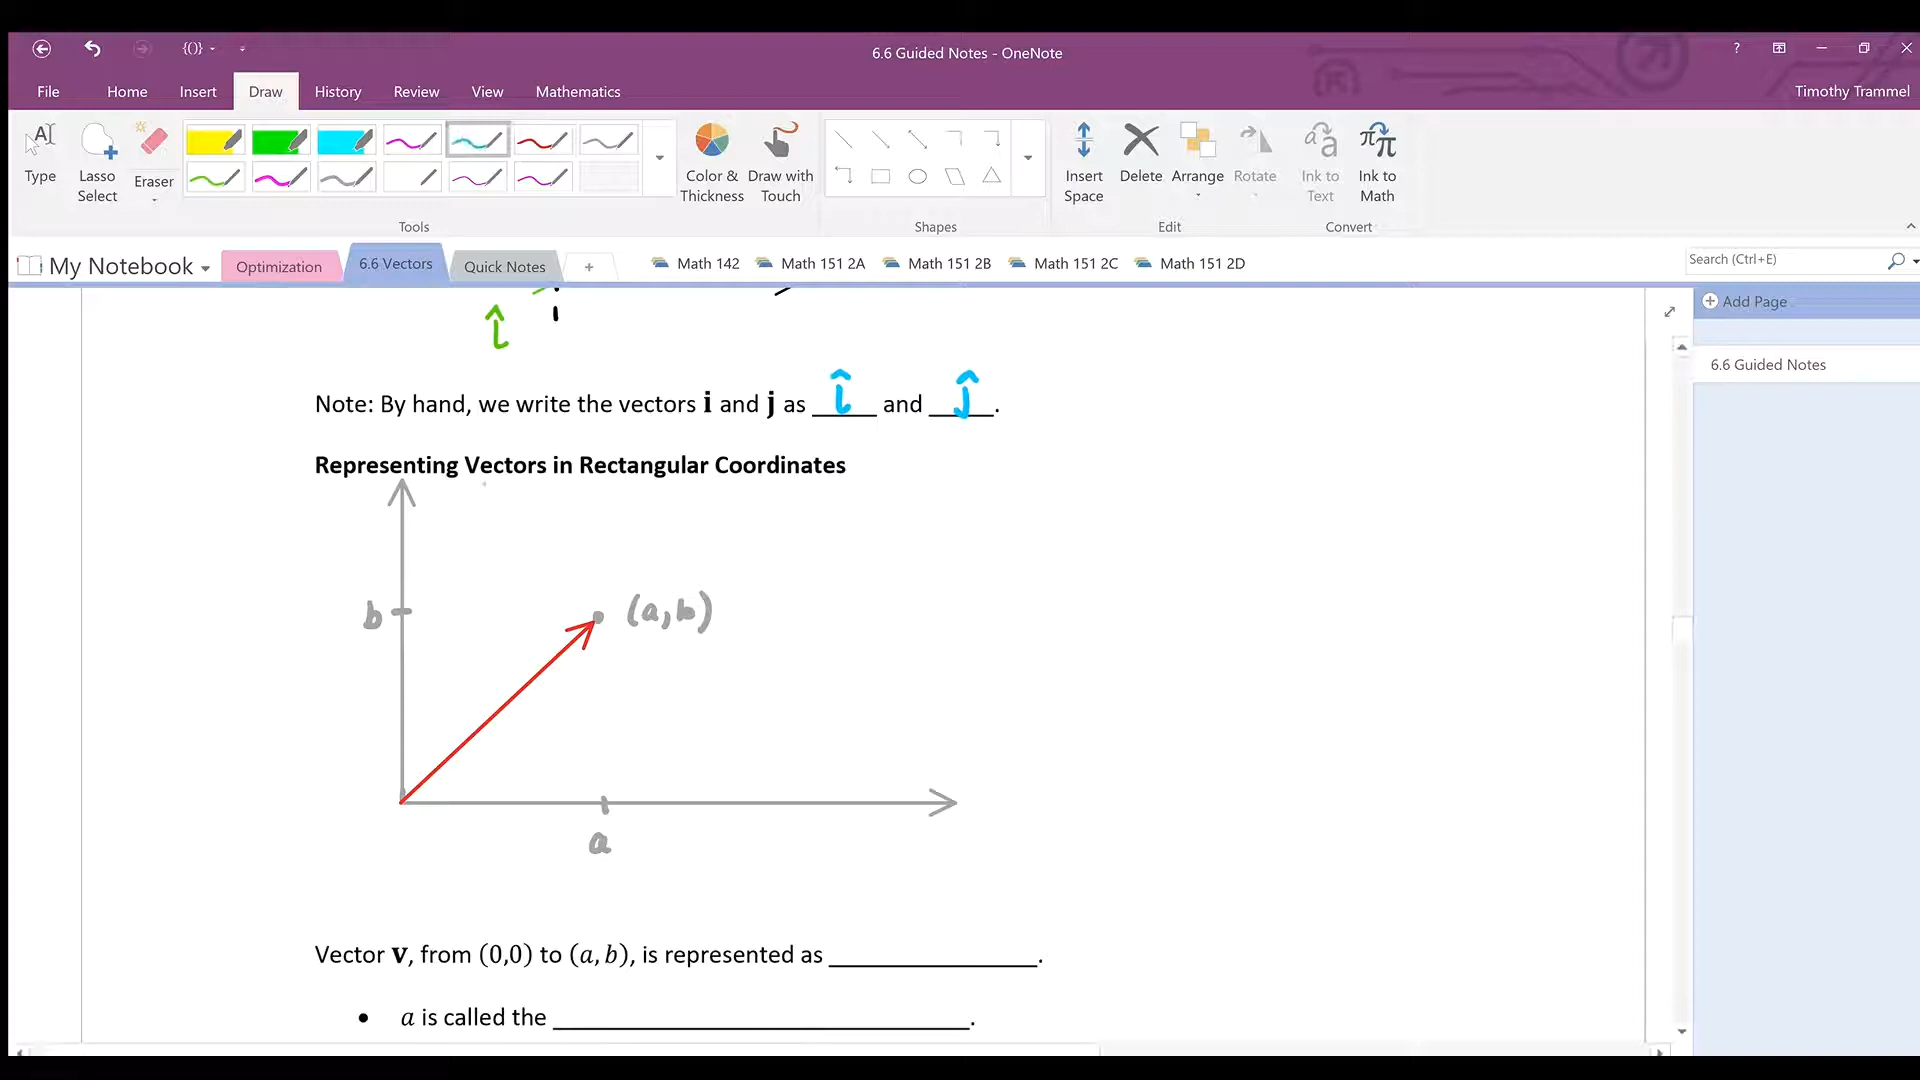 6.6 Guided Notes - OneNote
File Home Insert Draw History Review View Mathematics
Timothy Trammel
Type
Lasso Select
Eraser
Color & Thickness
Draw with Touch
Insert Space
Delete
Arrange
Rotate
Ink to Text
Ink to Math
Tools
Shapes
Edit
Convert
My Notebook
Optimization
6.6 Vectors
Quick Notes
+
Math 142
Math 151 2A
Math 151 2B
Math 151 2C
Math 151 2D
Search (Ctrl+E)
Add Page
6.6 Guided Notes
î
1
Note: By hand, we write the vectors i and j as î and ĵ.
Representing Vectors in Rectangular Coordinates
b
(a,b)
a
Vector v, from (0,0) to (a, b), is represented as ________________.
• a is called the ________________________________.